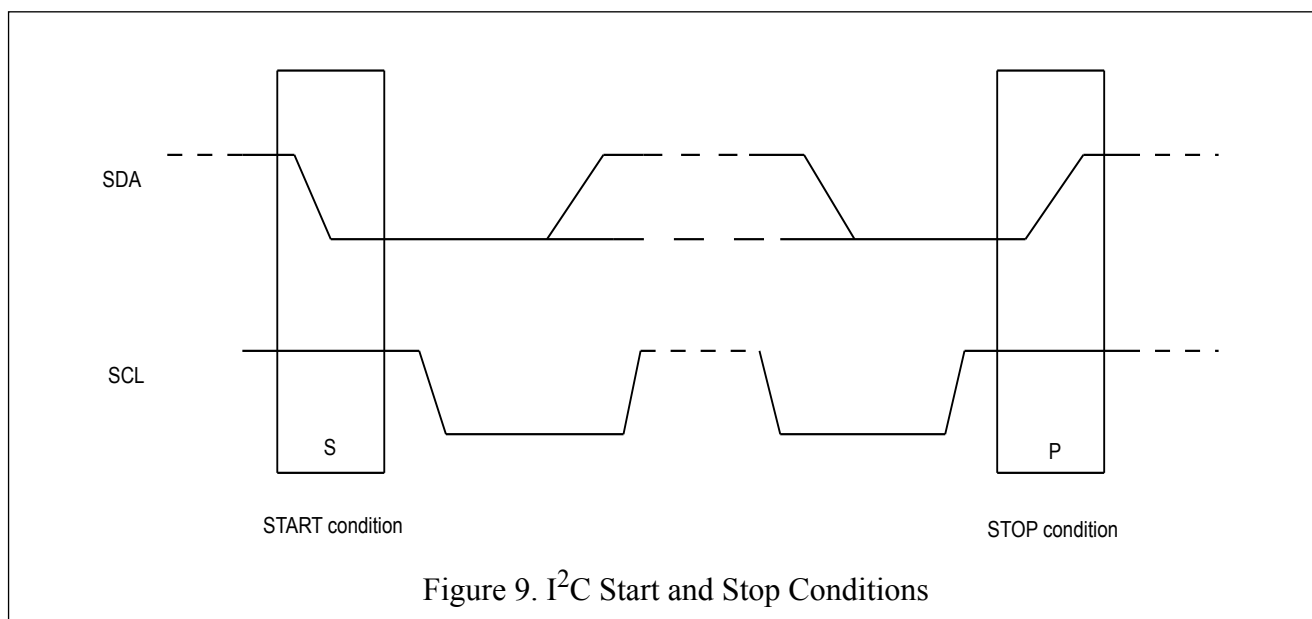 SDA
SCL
S
P
START condition
STOP condition
Figure 9. I²C Start and Stop Conditions